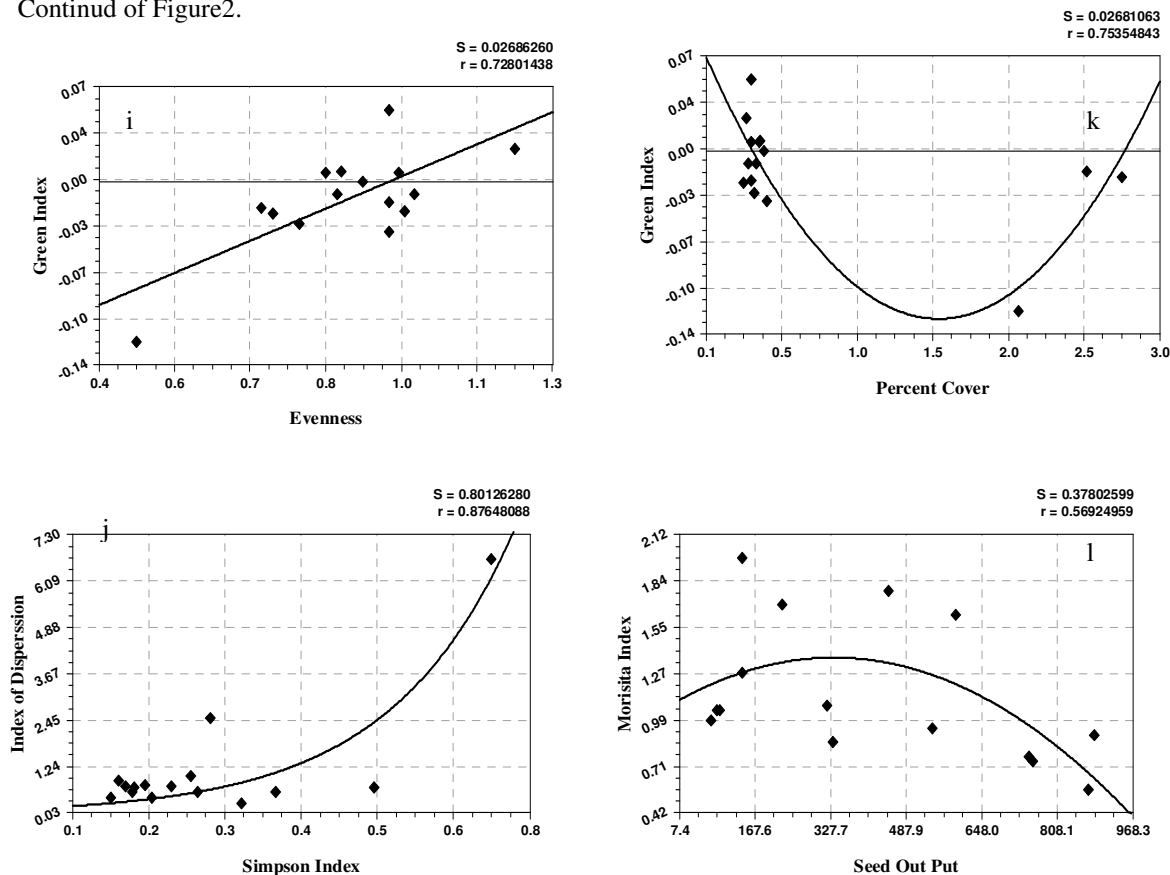 Continud of Figure2.
S = 0.02686260
r = 0.72801438
i
Green Index
0.07
0.04
0.00
-0.03
-0.07
-0.10
-0.14
0.4 0.6 0.7 0.8 1.0 1.1 1.3
Evenness
S = 0.02681063
r = 0.75354843
k
Green Index
0.07
0.04
0.00
-0.03
-0.07
-0.10
-0.14
0.1 0.5 1.0 1.5 2.0 2.5 3.0
Percent Cover
S = 0.80126280
r = 0.87648088
j
Index of Disperssion
7.30
6.09
4.88
3.67
2.45
1.24
0.03
0.1 0.2 0.3 0.4 0.5 0.6 0.8
Simpson Index
S = 0.37802599
r = 0.56924959
l
Morisita Index
2.12
1.84
1.55
1.27
0.99
0.71
0.42
7.4 167.6 327.7 487.9 648.0 808.1 968.3
Seed Out Put